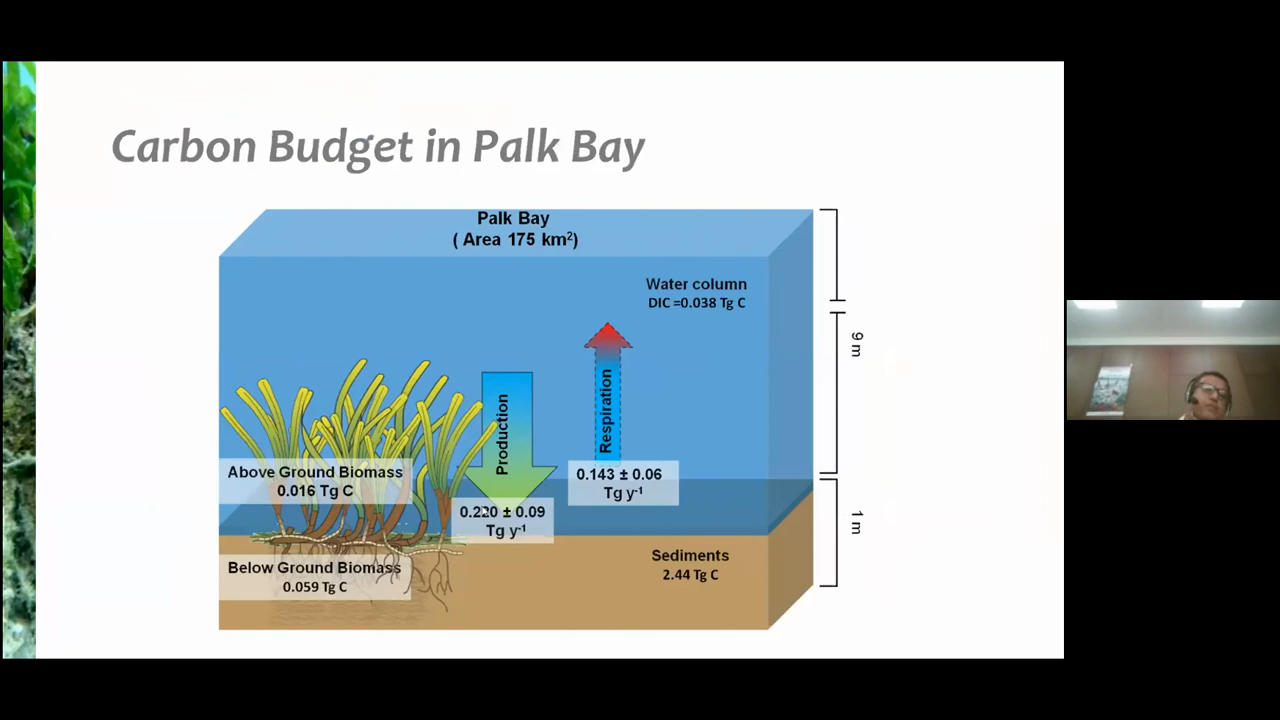 Carbon Budget in Palk Bay
Palk Bay
( Area 175 km²)
Water column
DIC =0.038 Tg C
9 m
Production
Respiration
Above Ground Biomass
0.016 Tg C
0.143 ± 0.06
Tg y⁻¹
0.220 ± 0.09
Tg y⁻¹
1 m
Below Ground Biomass
0.059 Tg C
Sediments
2.44 Tg C